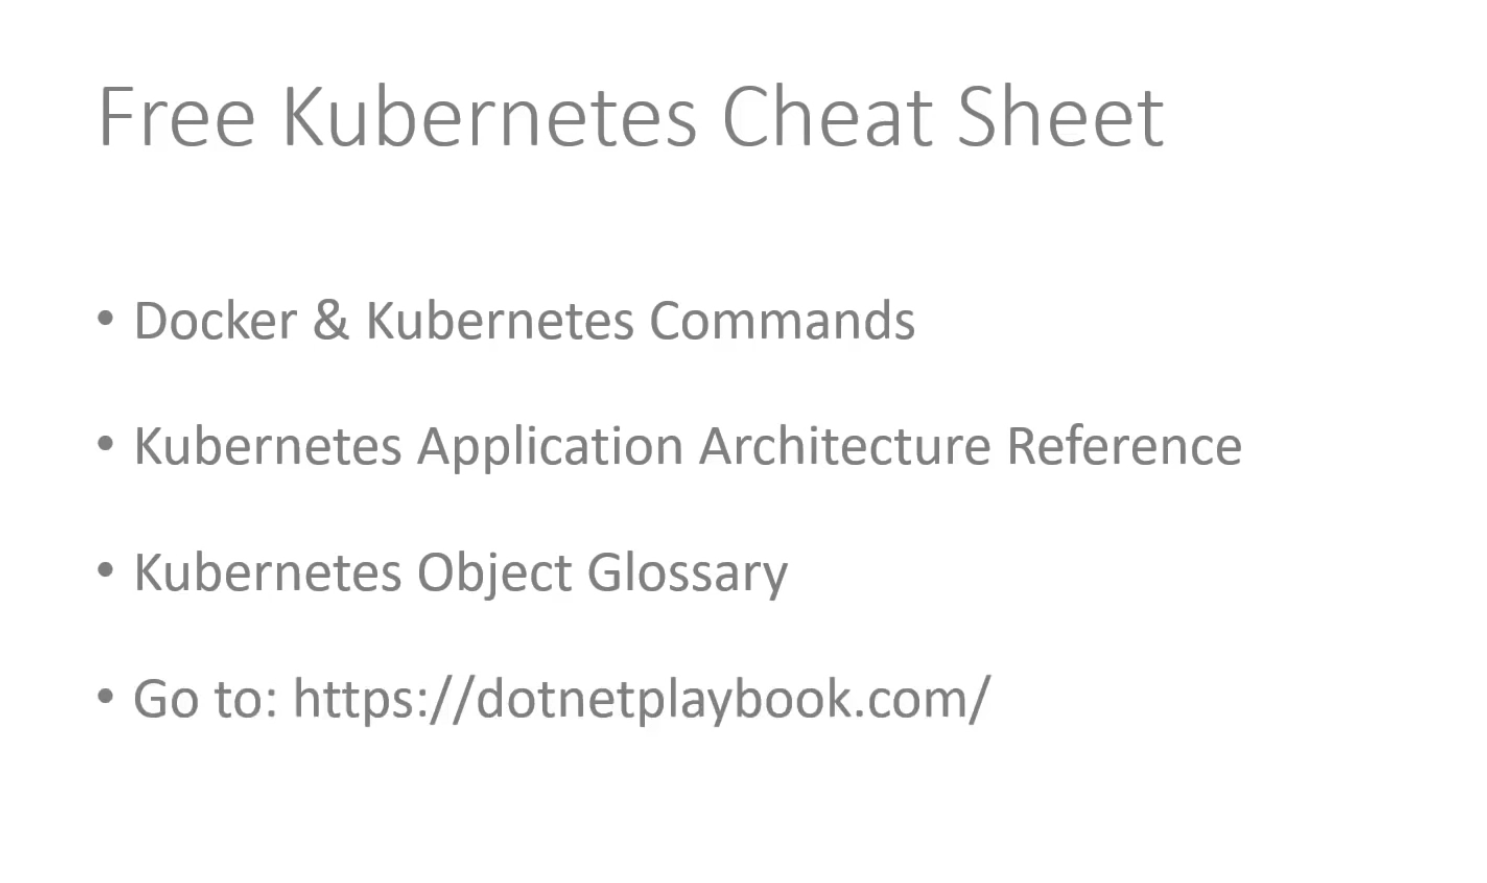 Free Kubernetes Cheat Sheet
• Docker & Kubernetes Commands
• Kubernetes Application Architecture Reference
• Kubernetes Object Glossary
• Go to: https://dotnetplaybook.com/